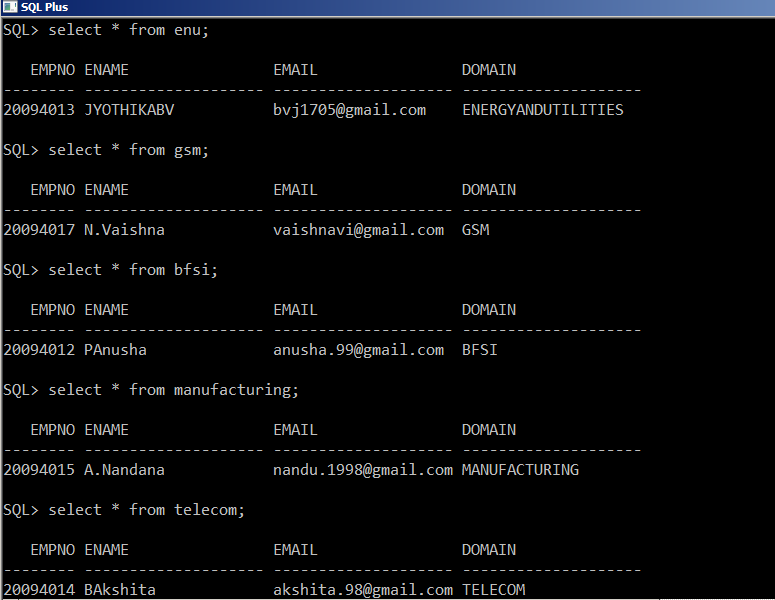 SQL Plus
SQL> select * from enu;
EMPNO ENAME EMAIL DOMAIN
-------- -------------------- -------------------- --------------------
20094013 JYOTHIKABV bvj1705@gmail.com ENERGYANDUTILITIES
SQL> select * from gsm;
EMPNO ENAME EMAIL DOMAIN
-------- -------------------- -------------------- --------------------
20094017 N.Vaishna vaishnavi@gmail.com GSM
SQL> select * from bfsi;
EMPNO ENAME EMAIL DOMAIN
-------- -------------------- -------------------- --------------------
20094012 PAnusha anusha.99@gmail.com BFSI
SQL> select * from manufacturing;
EMPNO ENAME EMAIL DOMAIN
-------- -------------------- -------------------- --------------------
20094015 A.Nandana nandu.1998@gmail.com MANUFACTURING
SQL> select * from telecom;
EMPNO ENAME EMAIL DOMAIN
-------- -------------------- -------------------- --------------------
20094014 BAkshita akshita.98@gmail.com TELECOM